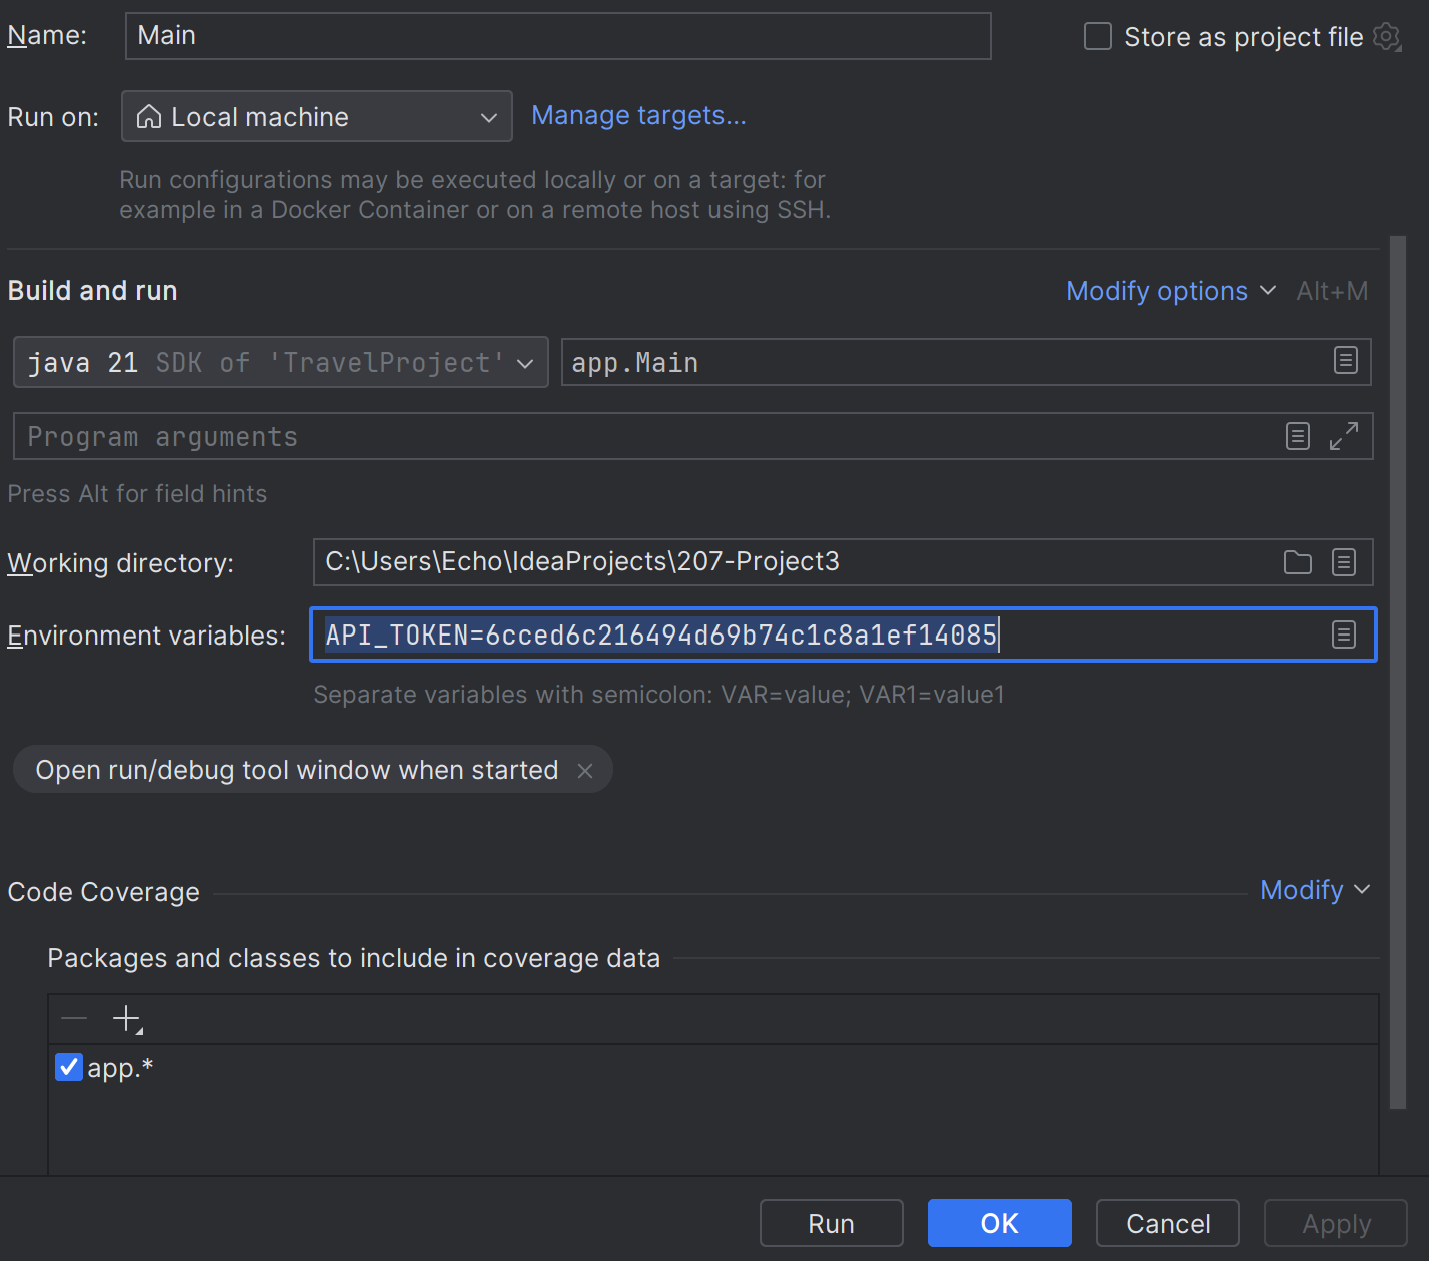 Name: Main Store as project file
Run on: Local machine Manage targets...
Run configurations may be executed locally or on a target: for
example in a Docker Container or on a remote host using SSH.
Build and run Modify options Alt+M
java 21 SDK of 'TravelProject' app.Main
Program arguments
Press Alt for field hints
Working directory: C:\Users\Echo\IdeaProjects\207-Project3
Environment variables: API_TOKEN=6cced6c216494d69b74c1c8a1ef14085
Separate variables with semicolon: VAR=value; VAR1=value1
Open run/debug tool window when started
Code Coverage Modify
Packages and classes to include in coverage data
app.*
Run OK Cancel Apply